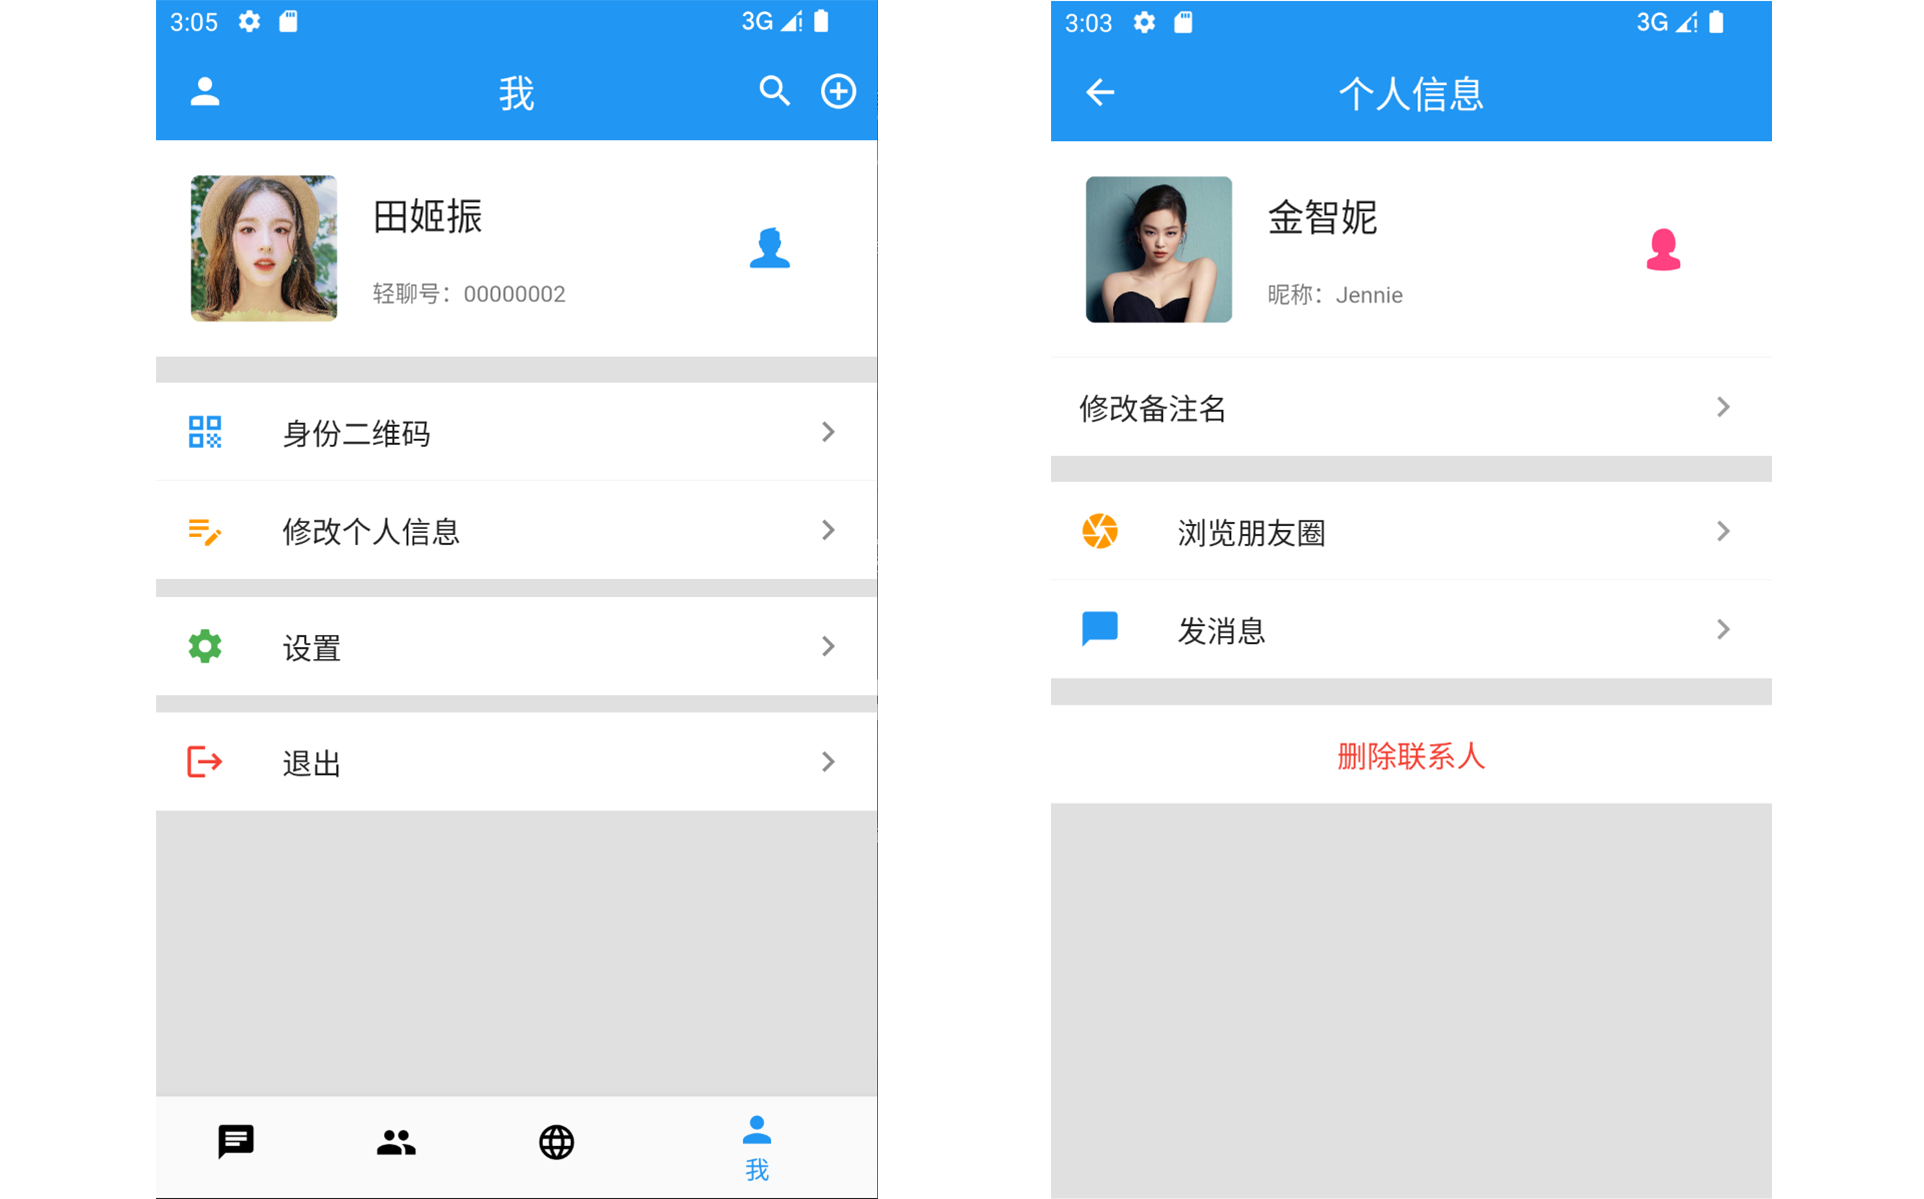 3:05
3G
我
田姬振
轻聊号：00000002
身份二维码
修改个人信息
设置
退出
我
3:03
3G
个人信息
金智妮
昵称：Jennie
修改备注名
浏览朋友圈
发消息
删除联系人